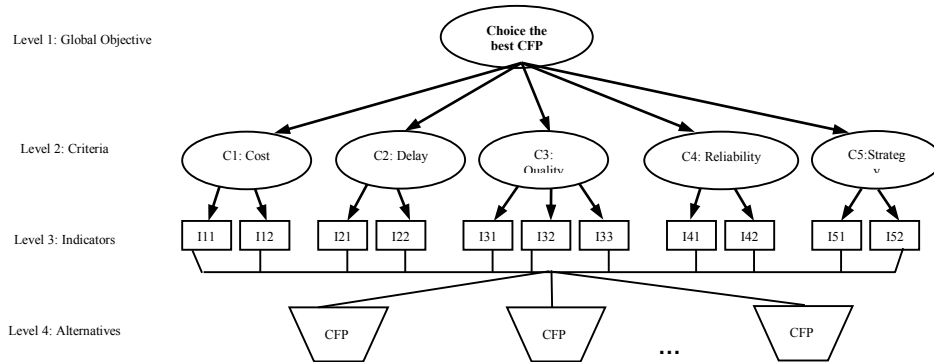 Level 1: Global Objective
Choice the
best CFP
Level 2: Criteria
C1: Cost
C2: Delay
C3:
Quality
C4: Reliability
C5:Strateg
y
Level 3: Indicators
I11
I12
I21
I22
I31
I32
I33
I41
I42
I51
I52
Level 4: Alternatives
CFP
CFP
...
CFP